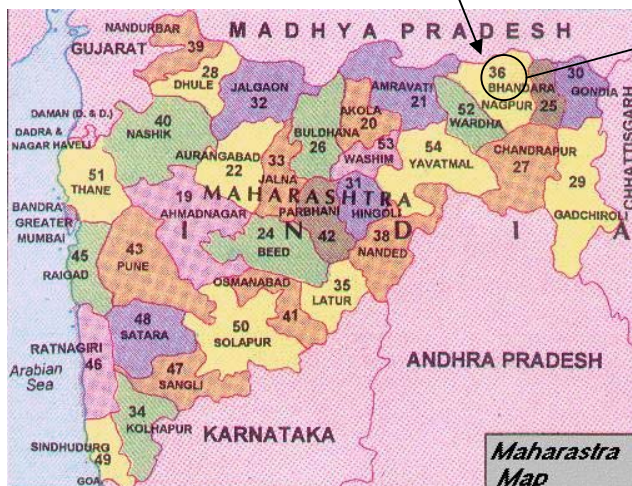 MADHYA PRADESH
NANDURBAR
GUJARAT
39
28
DHULE
JALGAON
32
AMRAVATI
21
36
BHANDARA
NAGPUR
25
30
GONDIA
CHHATTISGARH
DAMAN (D. & D.)
DADRA &
NAGAR HAVELI
40
NASHIK
BULDHANA
26
AKOLA
20
52
WARDHA
AURANGABAD
22
33
JALNA
53
WASHIM
54
YAVATMAL
CHANDRAPUR
27
29
GADCHIROLI
51
THANE
19
AHMADNAGAR
MAHARASHTRA
PARBHANI
31
HINGOLI
INDIA
BANDRA
GREATER
MUMBAI
45
RAIGAD
43
PUNE
24
BEED
42
38
NANDED
OSMANABAD
35
LATUR
41
48
SATARA
50
SOLAPUR
RATNAGIRI
46
Arabian
Sea
47
SANGLI
ANDHRA PRADESH
34
KOLHAPUR
KARNATAKA
SINDHUDURG
49
GOA
Maharastra
Map